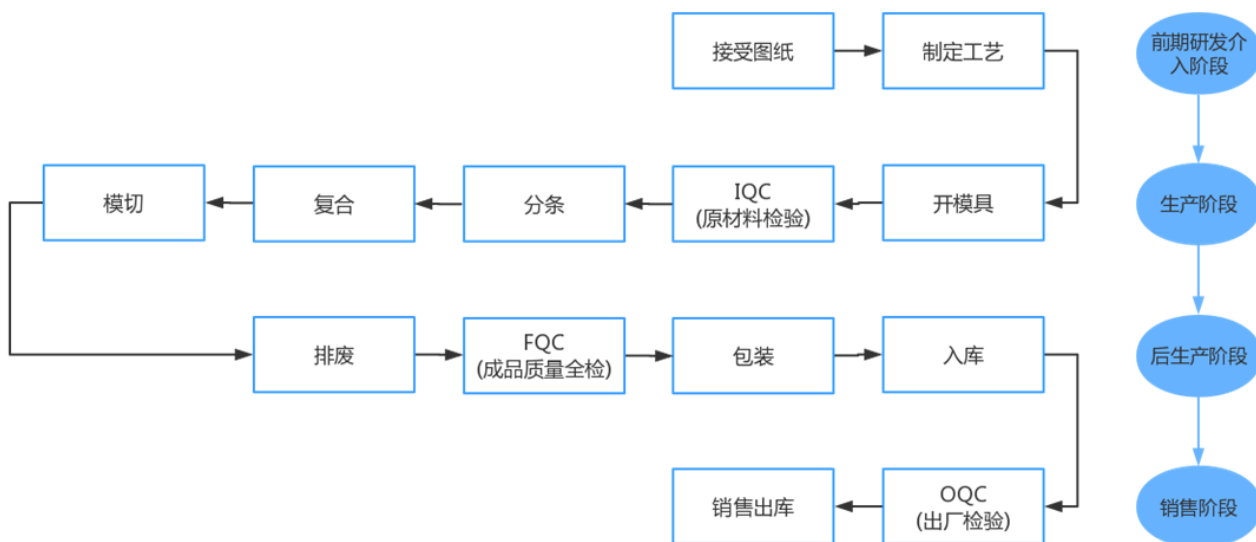 接受图纸
制定工艺
前期研发介
入阶段
模切
复合
分条
IQC
(原材料检验)
开模具
生产阶段
排废
FQC
(成品质量全检)
包装
入库
后生产阶段
销售出库
OQC
(出厂检验)
销售阶段